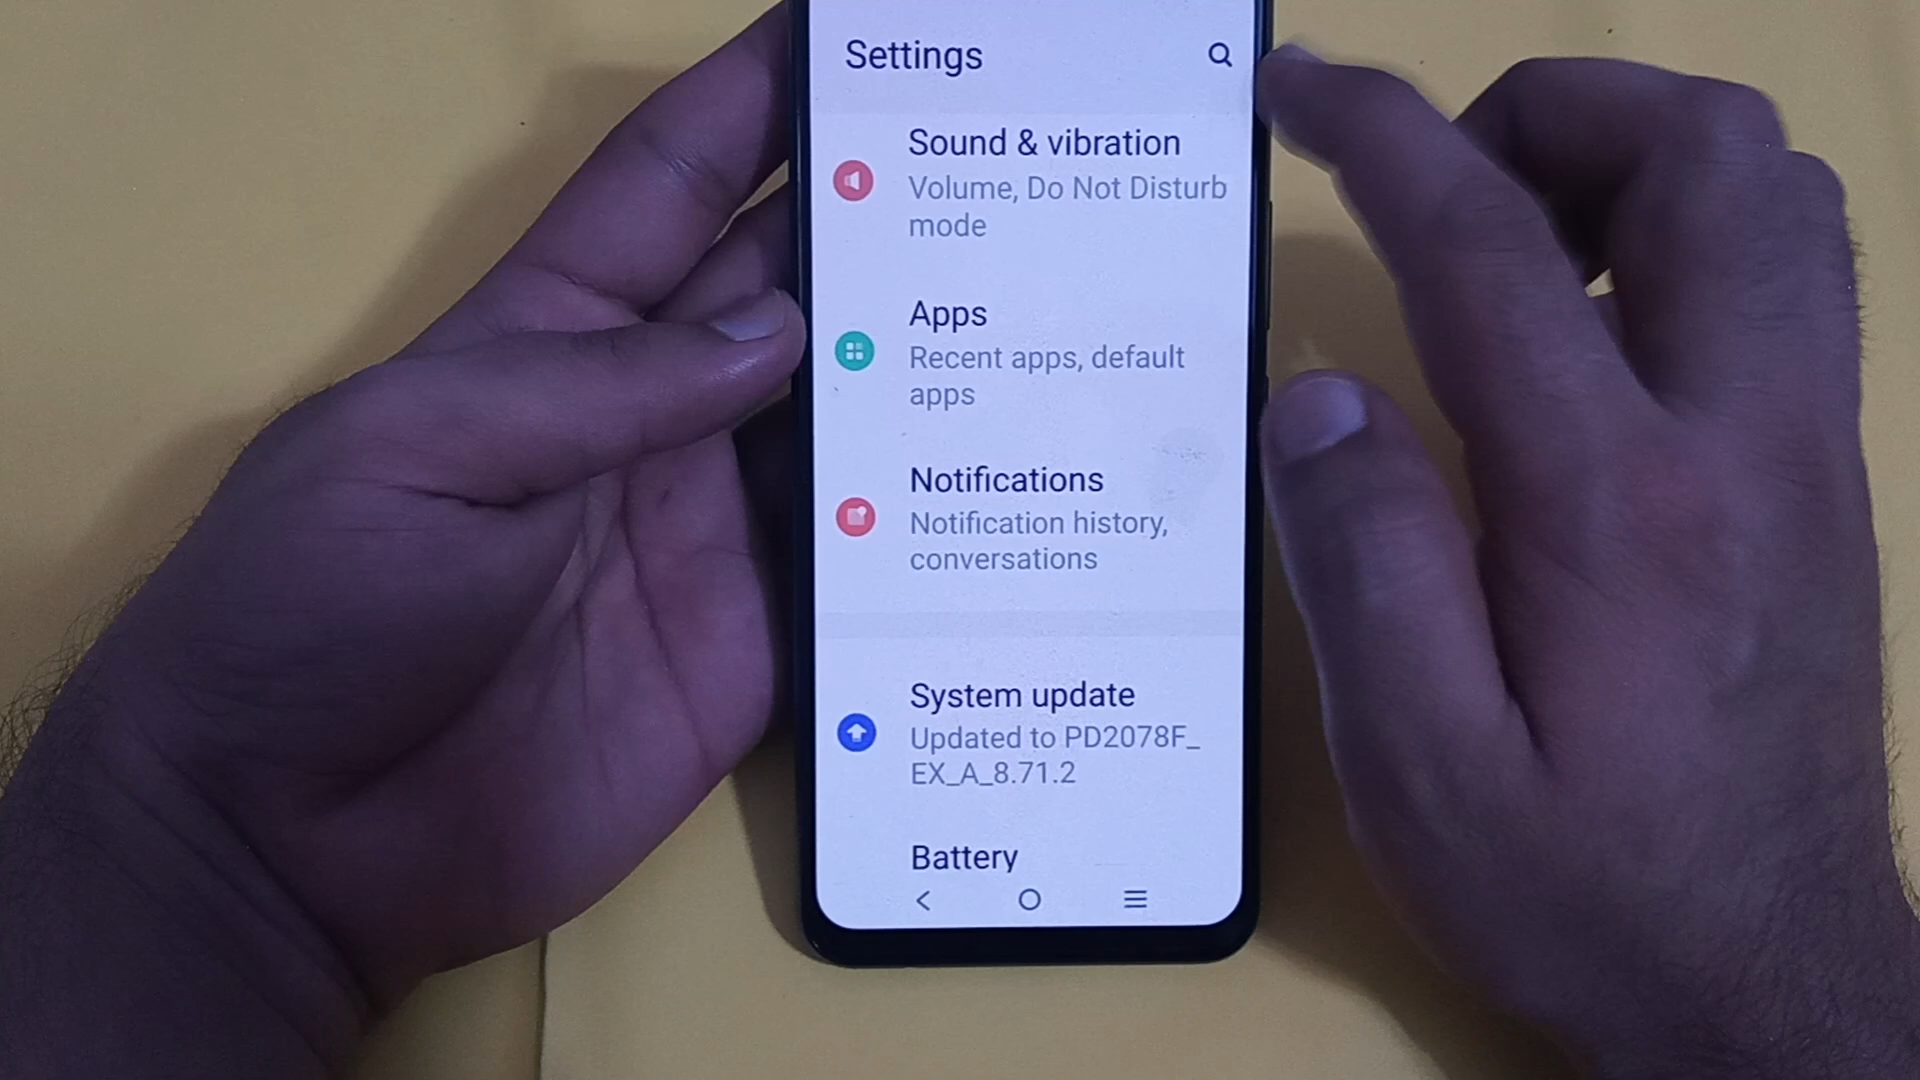 Settings
Sound & vibration
Volume, Do Not Disturb
mode
Apps
Recent apps, default
apps
Notifications
Notification history,
conversations
System update
Updated to PD2078F_
EX_A_8.71.2
Battery